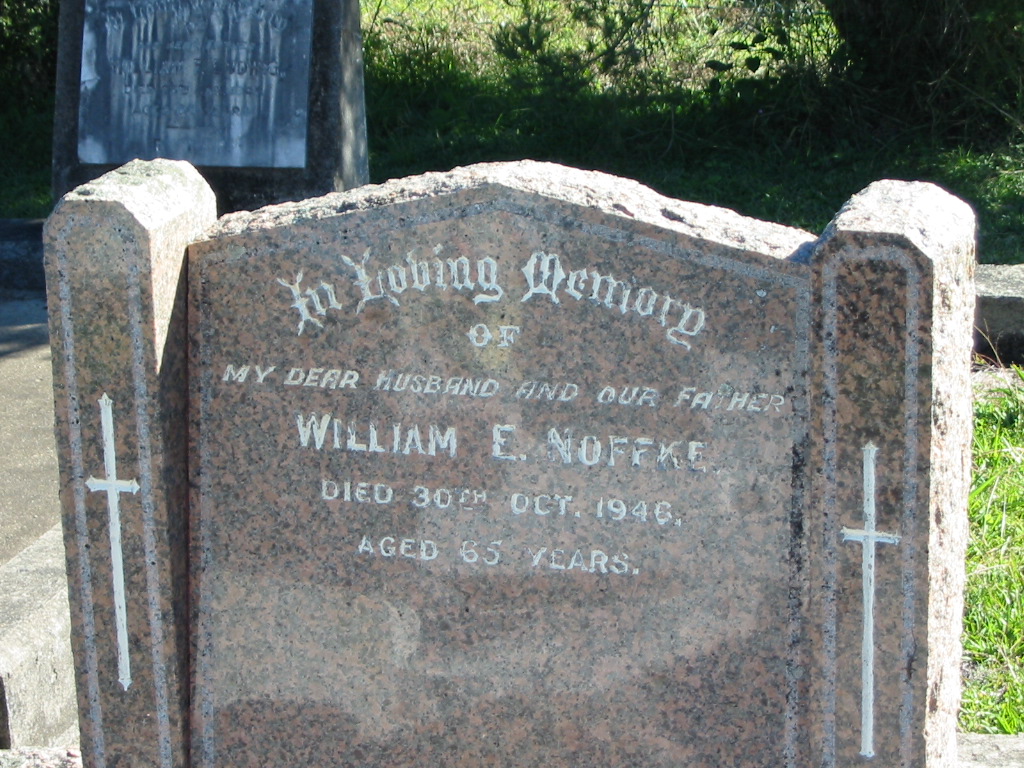 In Loving Memory
OF
MY DEAR HUSBAND AND OUR FATHER
WILLIAM E. NOFFKE.
DIED 30TH OCT. 1946.
AGED 65 YEARS.